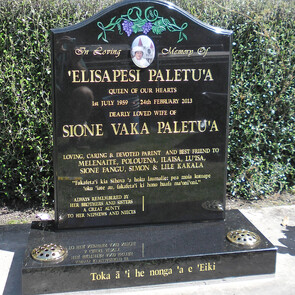 In Loving Memory Of
'ELISAPESI PALETU'A
QUEEN OF OUR HEARTS
1st JULY 1959 24th FEBRUARY 2013
DEARLY LOVED WIFE OF
SIONE VAKA PALETU'A
LOVING, CARING & DEVOTED PARENT AND BEST FRIEND TO
MELENAITE, POLOUENA, ILAISA, LU'ISA,
SIONE FANGU, SIMON & LILE KAKALA
ALWAYS REMEMBERED BY
HER BROTHERS AND SISTERS
A GREAT AUNTY
TO HER NEPHEWS AND NIECES
Toka ā 'i he nonga 'a e 'Eiki